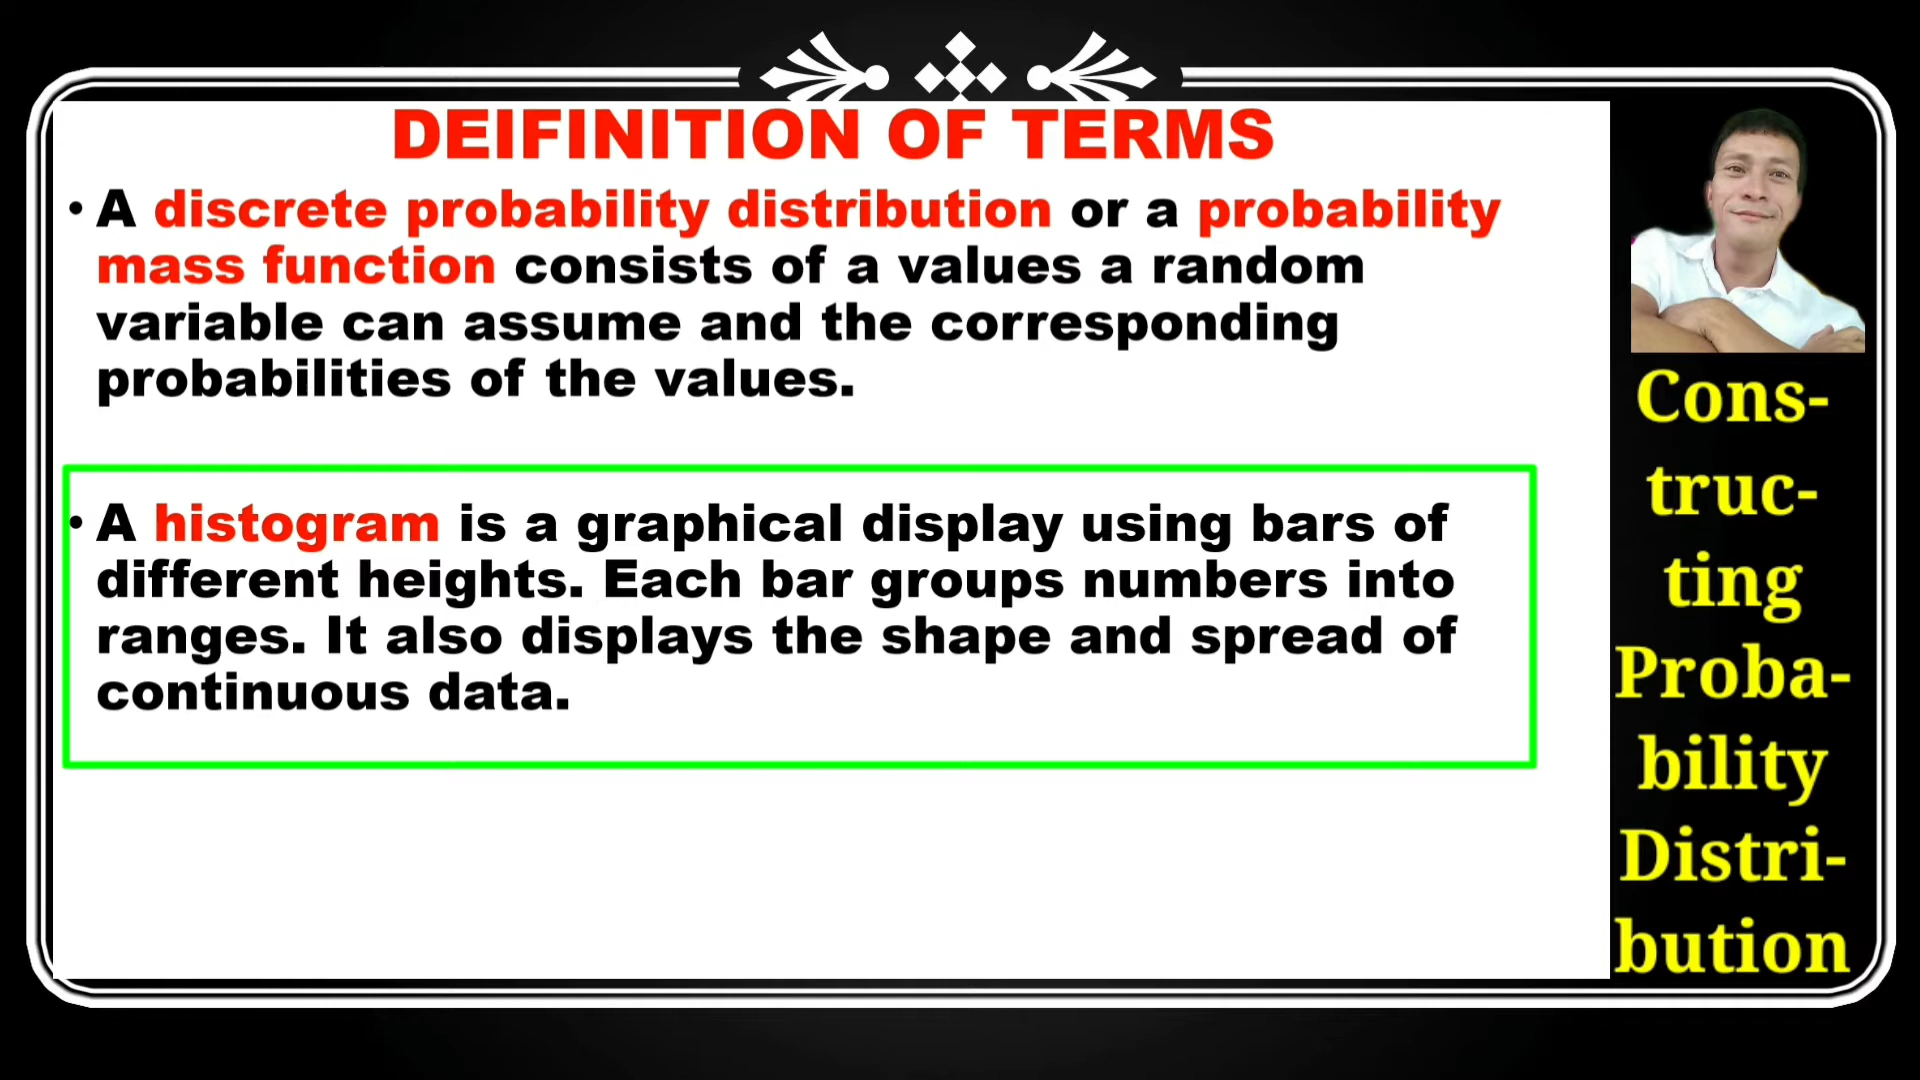 DEIFINITION OF TERMS
• A discrete probability distribution or a probability
mass function consists of a values a random
variable can assume and the corresponding
probabilities of the values.
• A histogram is a graphical display using bars of
different heights. Each bar groups numbers into
ranges. It also displays the shape and spread of
continuous data.
Cons-
truc-
ting
Proba-
bility
Distri-
bution